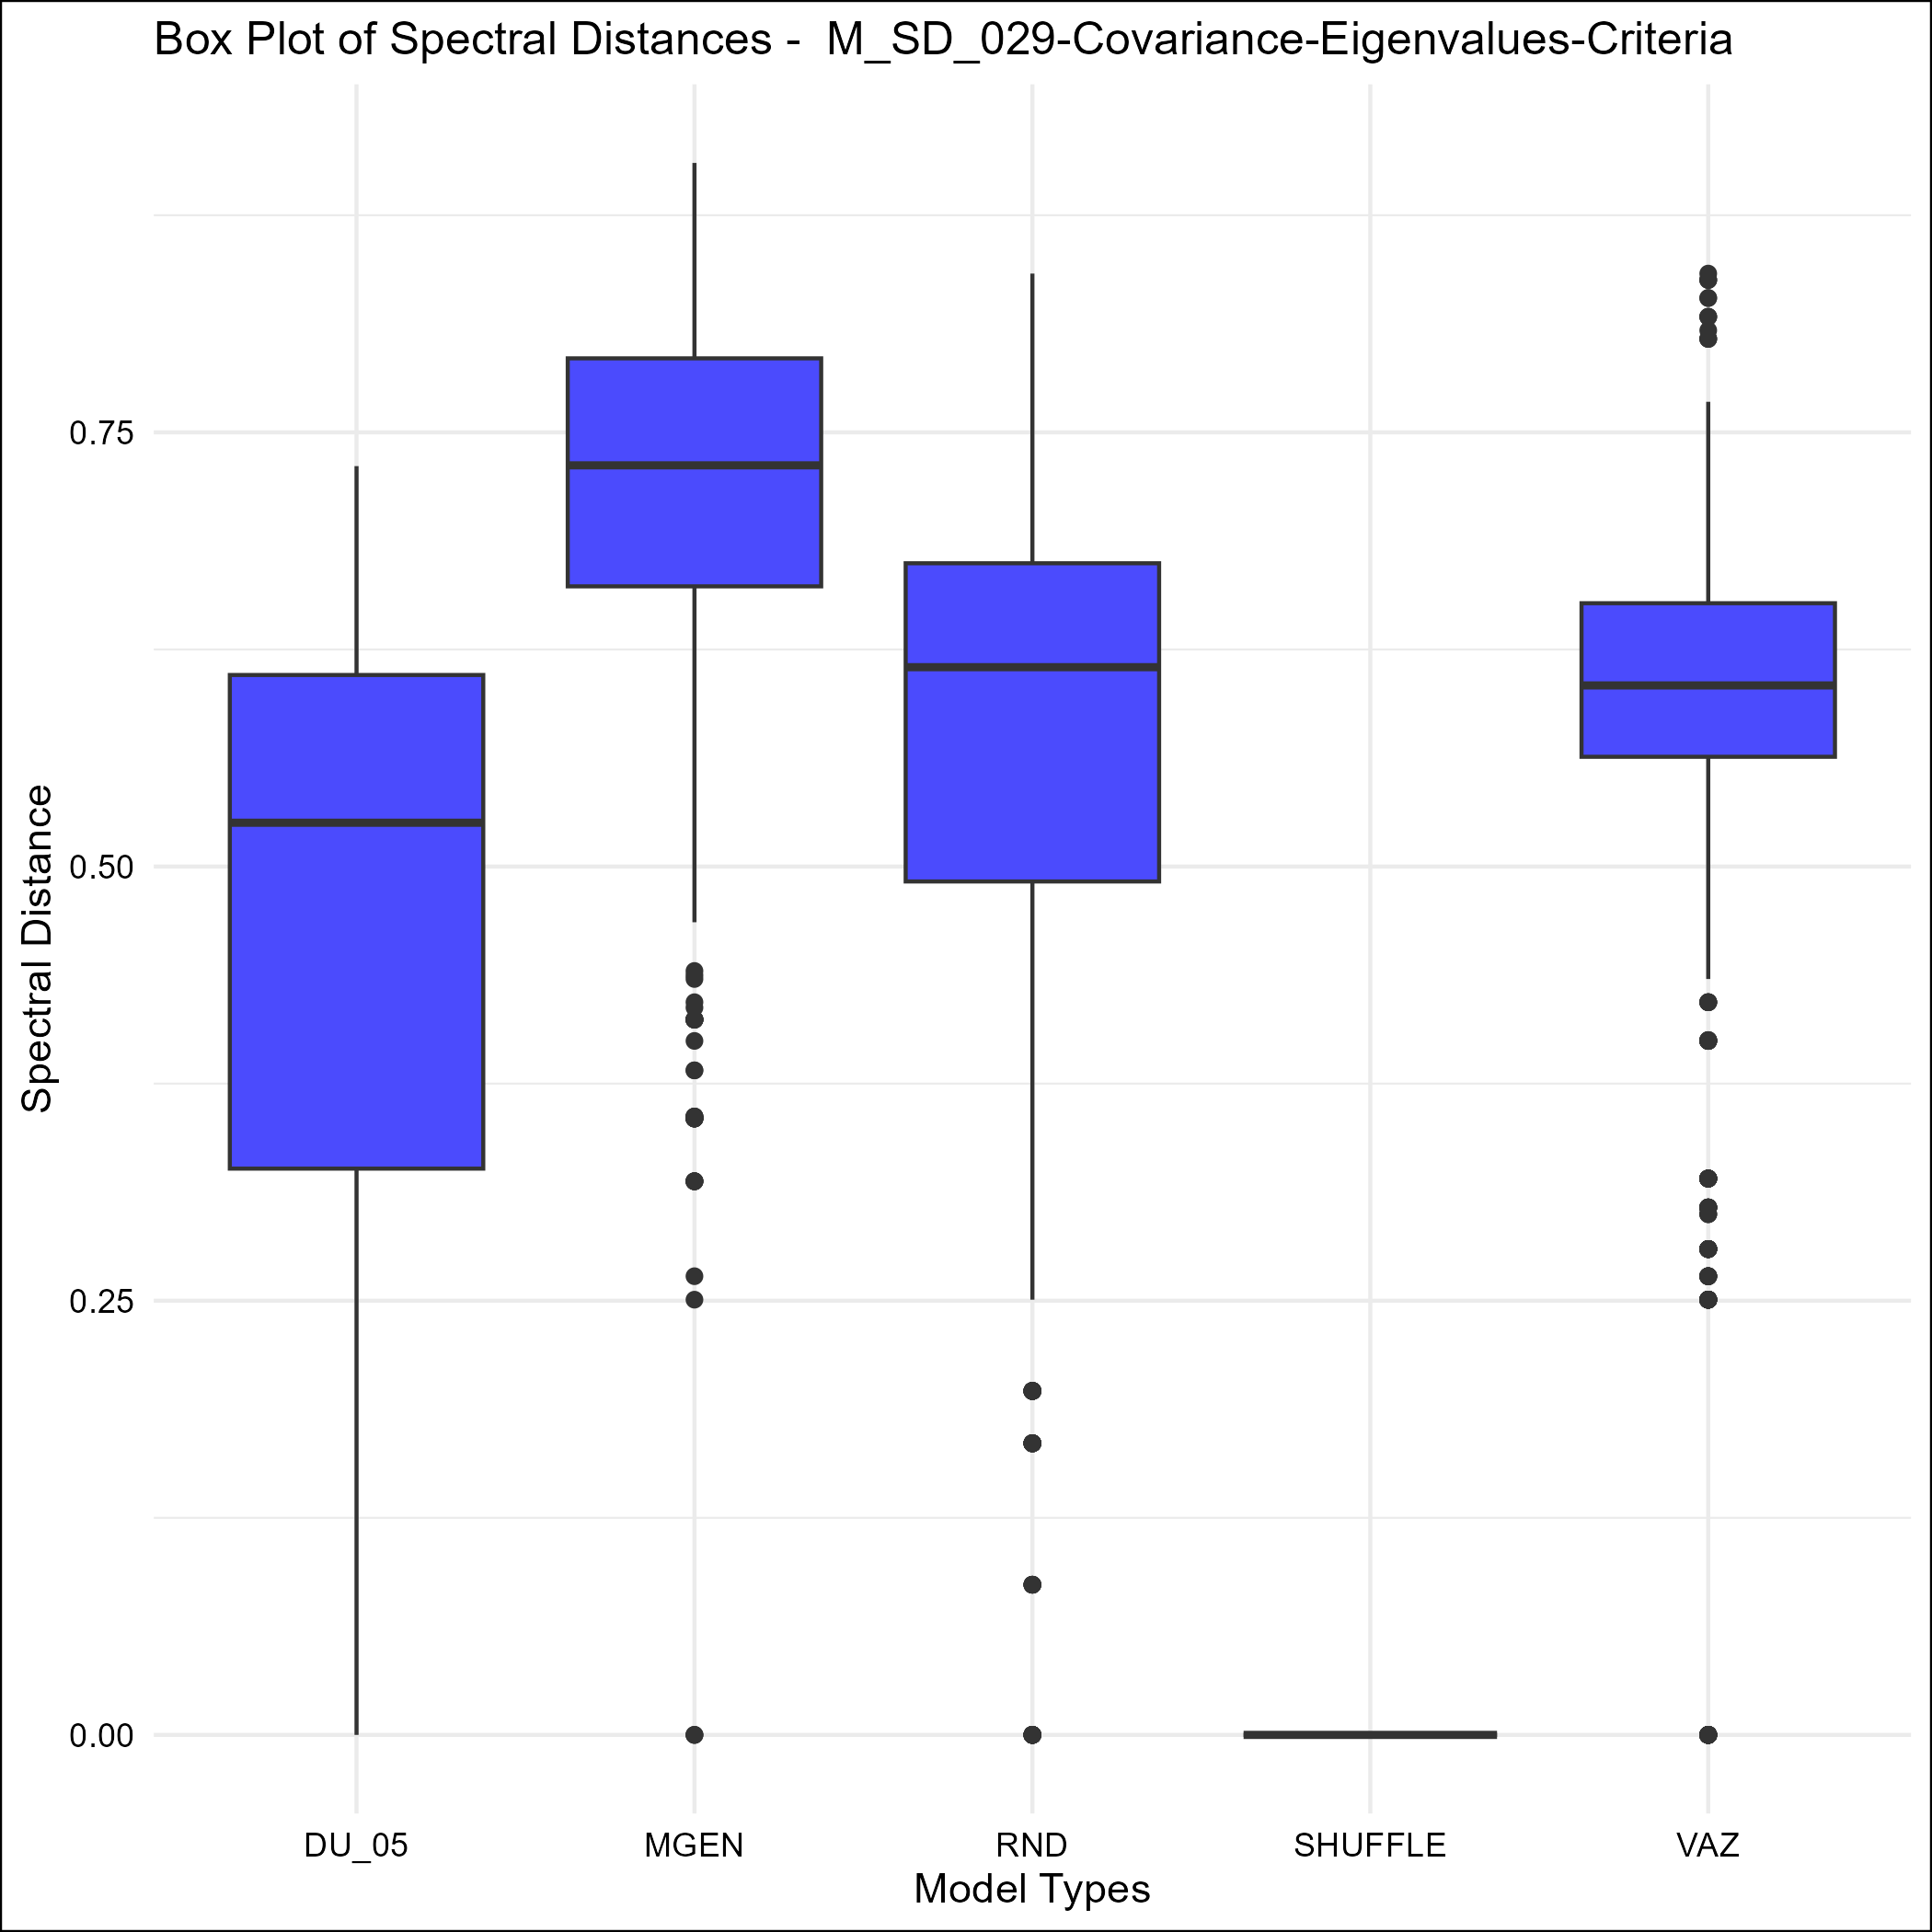 Box Plot of Spectral Distances -  M_SD_029-Covariance-Eigenvalues-Criteria
Spectral Distance
0.75
0.50
0.25
0.00
DU_05 MGEN RND SHUFFLE VAZ
Model Types